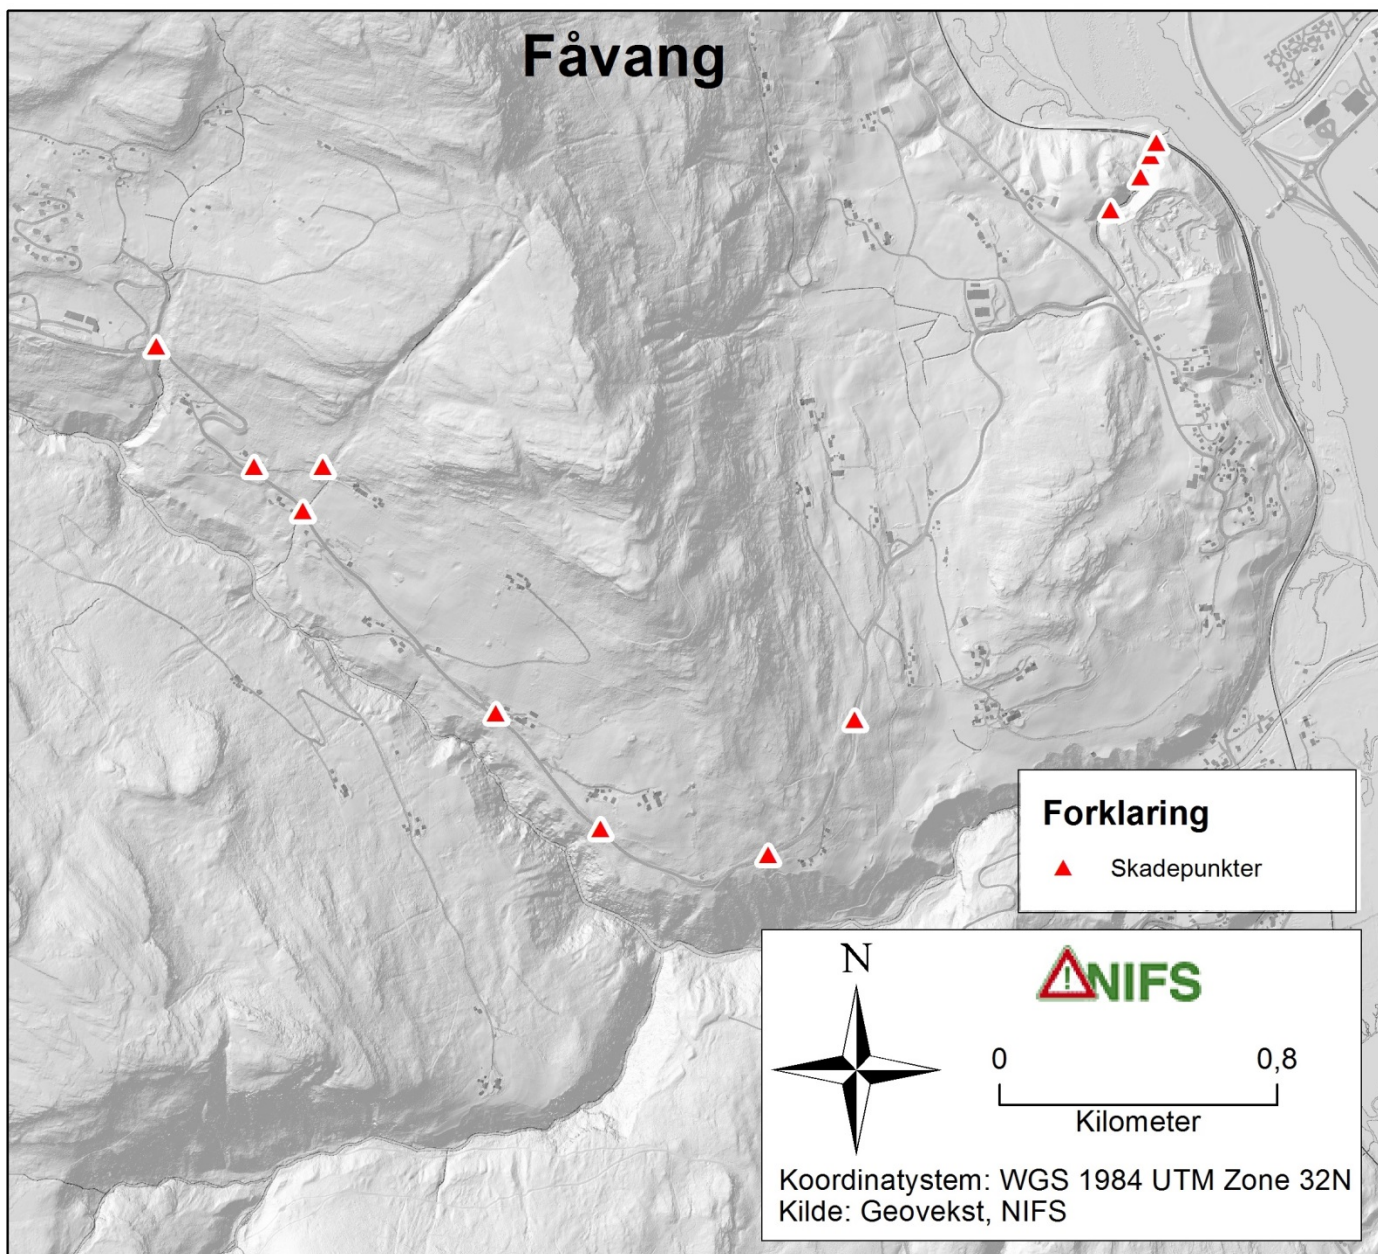 Fåvang
Forklaring
Skadepunkter
N
!NIFS
0 0,8
Kilometer
Koordinatystem: WGS 1984 UTM Zone 32N
Kilde: Geovekst, NIFS